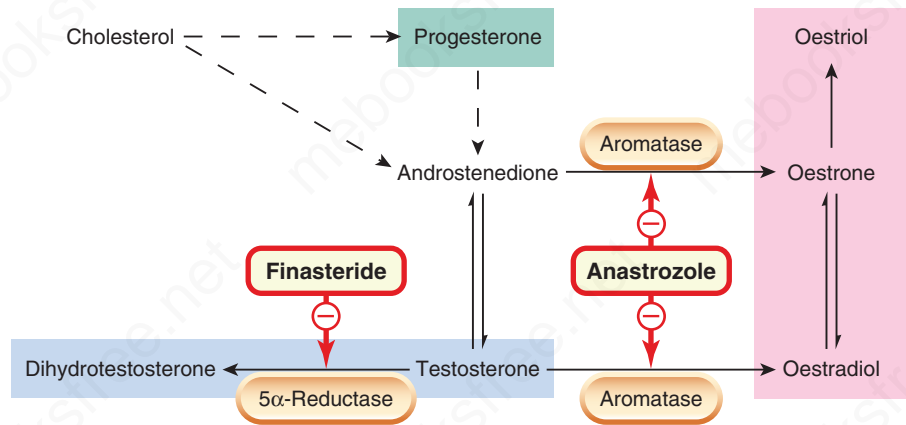 Cholesterol
Progesterone
Oestriol
Aromatase
Androstenedione
Oestrone
Finasteride
Anastrozole
Dihydrotestosterone
Testosterone
Oestradiol
5α-Reductase
Aromatase